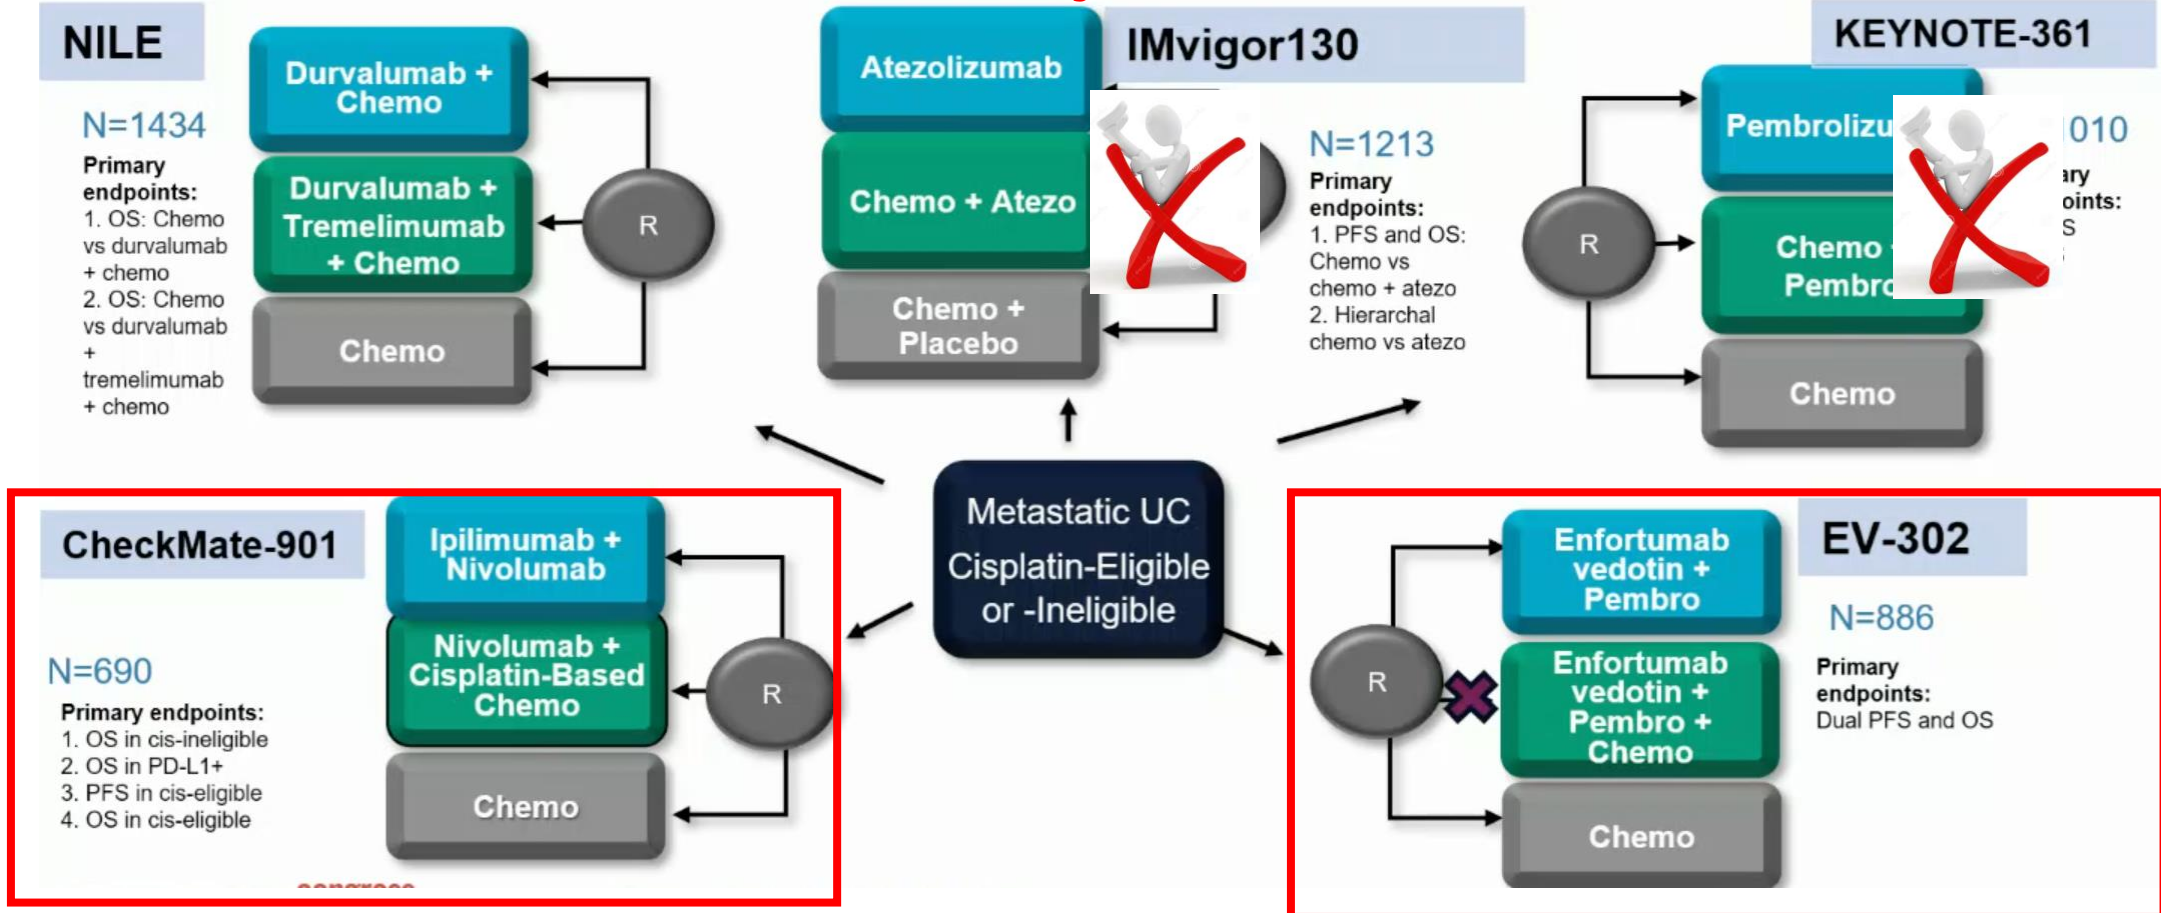 NILE
N=1434
Primary
endpoints:
1. OS: Chemo
vs durvalumab
+ chemo
2. OS: Chemo
vs durvalumab
+
tremelimumab
+ chemo
Durvalumab +
Chemo
Durvalumab +
Tremelimumab
+ Chemo
Chemo
R
IMvigor130
Atezolizumab
Chemo + Atezo
Chemo +
Placebo
N=1213
Primary
endpoints:
1. PFS and OS:
Chemo vs
chemo + atezo
2. Hierarchal
chemo vs atezo
KEYNOTE-361
R
Pembrolizu
Chemo
Pembro
Chemo
010
ary
oints:
S
Metastatic UC
Cisplatin-Eligible
or -Ineligible
CheckMate-901
N=690
Primary endpoints:
1. OS in cis-ineligible
2. OS in PD-L1+
3. PFS in cis-eligible
4. OS in cis-eligible
Ipilimumab +
Nivolumab
Nivolumab +
Cisplatin-Based
Chemo
Chemo
R
EV-302
R
Enfortumab
vedotin +
Pembro
Enfortumab
vedotin +
Pembro +
Chemo
Chemo
N=886
Primary
endpoints:
Dual PFS and OS